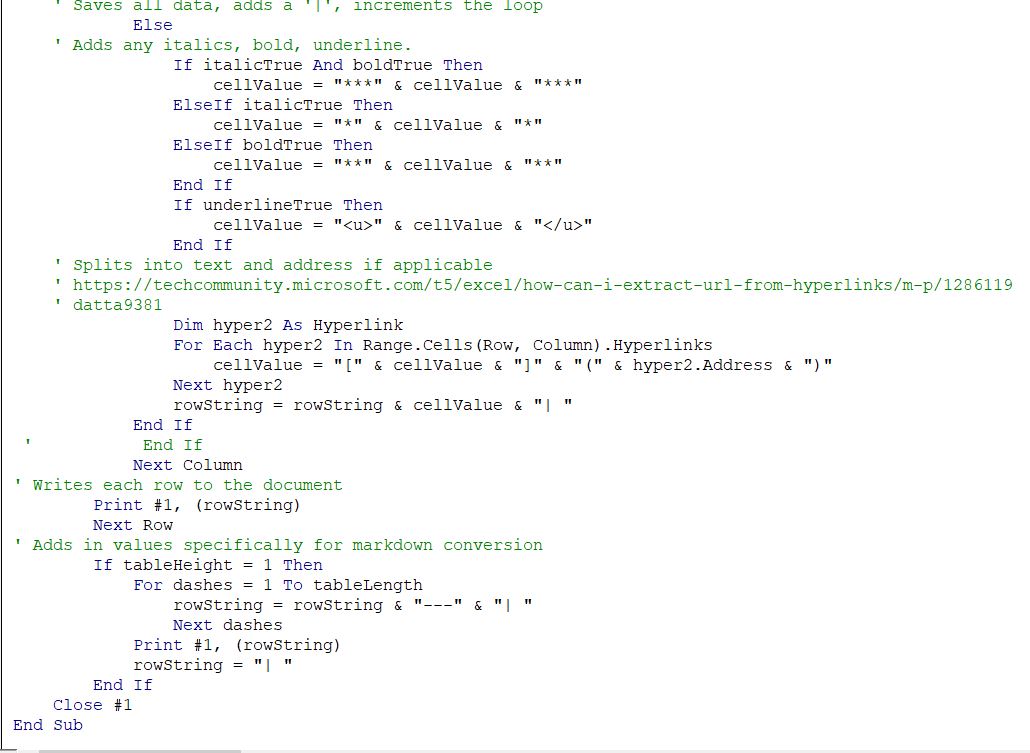 ' Saves all data, adds a '|', increments the loop
Else
' Adds any italics, bold, underline.
If italicTrue And boldTrue Then
cellValue = "***" & cellValue & "***"
ElseIf italicTrue Then
cellValue = "*" & cellValue & "*"
ElseIf boldTrue Then
cellValue = "**" & cellValue & "**"
End If
If underlineTrue Then
cellValue = "<u>" & cellValue & "</u>"
End If
' Splits into text and address if applicable
' https://techcommunity.microsoft.com/t5/excel/how-can-i-extract-url-from-hyperlinks/m-p/1286119
' datta9381
Dim hyper2 As Hyperlink
For Each hyper2 In Range.Cells(Row, Column).Hyperlinks
cellValue = "[" & cellValue & "]" & "(" & hyper2.Address & ")"
Next hyper2
rowString = rowString & cellValue & "| "
End If
' End If
Next Column
' Writes each row to the document
Print #1, (rowString)
Next Row
' Adds in values specifically for markdown conversion
If tableHeight = 1 Then
For dashes = 1 To tableLength
rowString = rowString & "---" & "| "
Next dashes
Print #1, (rowString)
rowString = "| "
End If
Close #1
End Sub